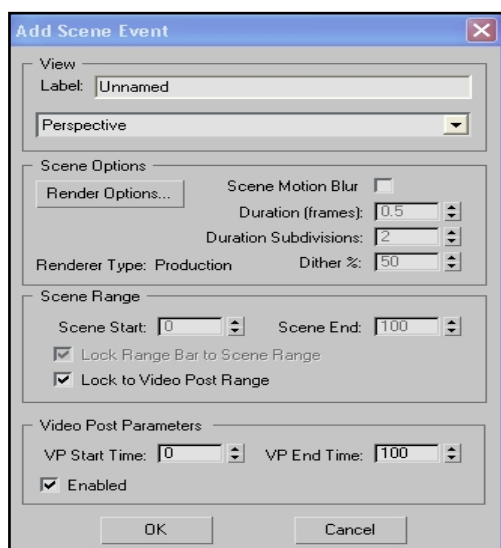 Add Scene Event
View
Label: Unnamed
Perspective
Scene Options
Render Options...
Scene Motion Blur
Duration (frames): 0.5
Duration Subdivisions: 2
Renderer Type: Production
Dither %: 50
Scene Range
Scene Start: 0 Scene End: 100
Lock Range Bar to Scene Range
Lock to Video Post Range
Video Post Parameters
VP Start Time: 0 VP End Time: 100
Enabled
OK Cancel